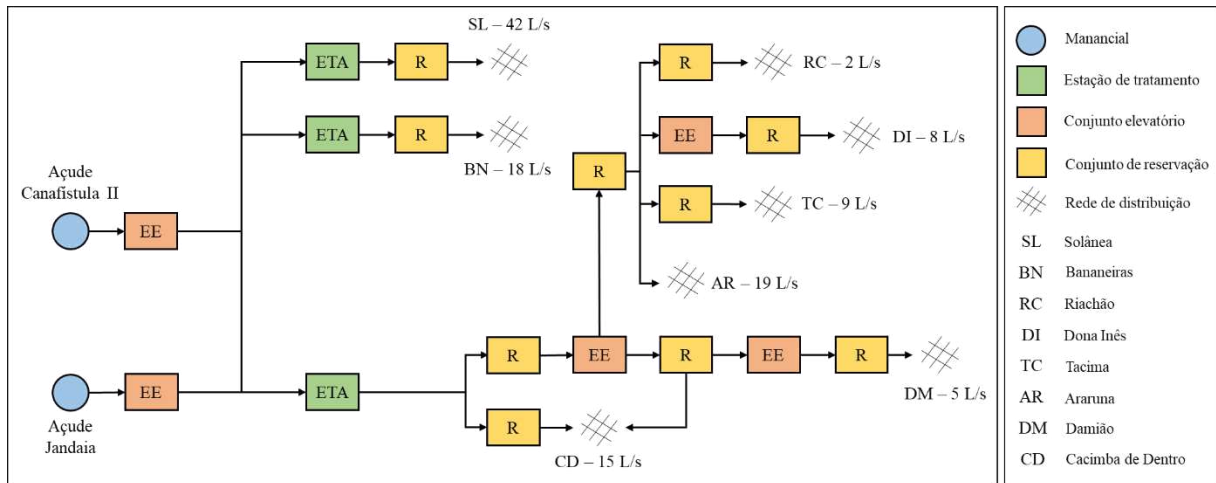 SL – 42 L/s
ETA
R
ETA
R
BN – 18 L/s
Açude
Canafístula II
EE
EE
Açude
Jandaia
ETA
R
RC – 2 L/s
EE
R
DI – 8 L/s
R
R
TC – 9 L/s
AR – 19 L/s
R
EE
R
EE
R
DM – 5 L/s
R
CD – 15 L/s
Manancial
Estação de tratamento
Conjunto elevatório
Conjunto de reservação
Rede de distribuição
SL Solânea
BN Bananeiras
RC Riachão
DI Dona Inês
TC Tacima
AR Araruna
DM Damião
CD Cacimba de Dentro